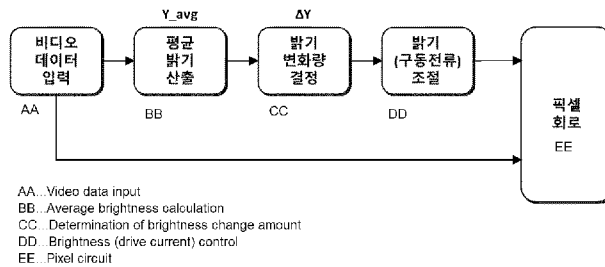 Y_avg
ΔY
비디오
데이터
입력
평균
밝기
산출
밝기
변화량
결정
밝기
(구동전류)
조절
픽셀
회로
AA
BB
CC
DD
EE
AA...Video data input
BB...Average brightness calculation
CC...Determination of brightness change amount
DD...Brightness (drive current) control
EE...Pixel circuit